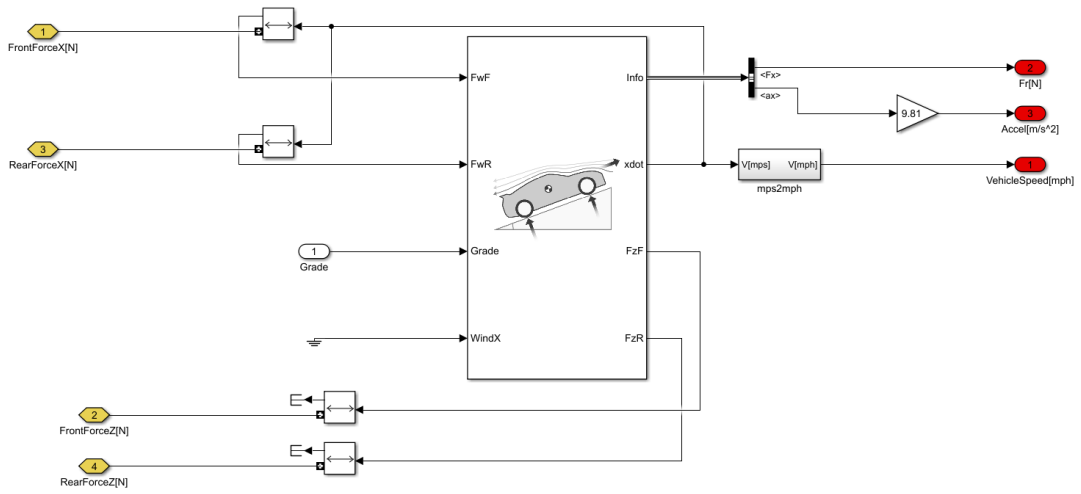 1
FrontForceX[N]
FwF
Info
<Fx>
2
Fr[N]
<ax>
9.81
3
Accel[m/s^2]
3
RearForceX[N]
FwR
xdot
V[mps]
V[mph]
mps2mph
1
VehicleSpeed[mph]
1
Grade
Grade
FzF
WindX
FzR
2
FrontForceZ[N]
4
RearForceZ[N]